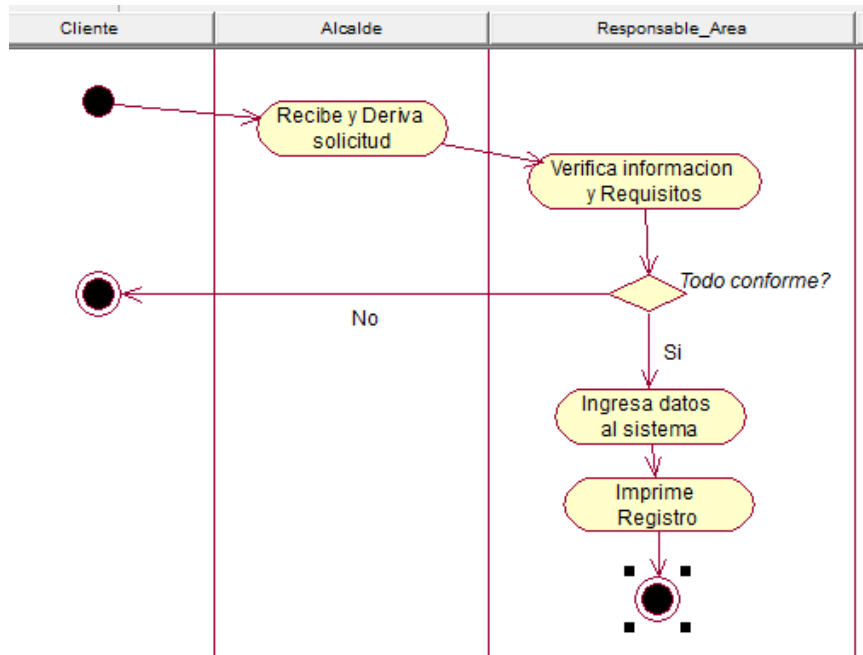 Cliente
Alcalde
Responsable_Area
Recibe y Deriva
solicitud
Verifica informacion
y Requisitos
Todo conforme?
No
Si
Ingresa datos
al sistema
Imprime
Registro